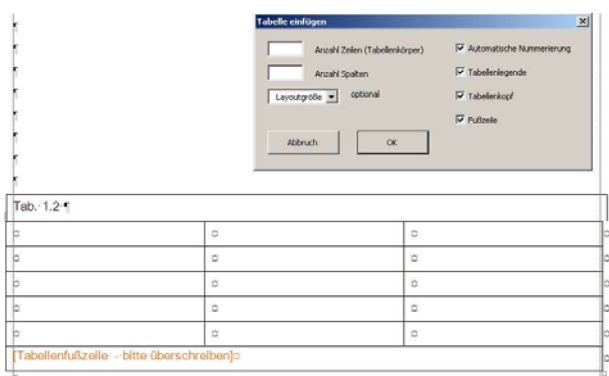 Tabelle einfügen
Anzahl Zeilen (Tabellenkörper)
Automatische Nummerierung
Anzahl Spalten
Tabellenlegende
Layoutgröße
optional
Tabellenkopf
Fußzeile
Abbruch
OK
Tab. 1.2
[Tabellenfußzeile - bitte überschreiben]